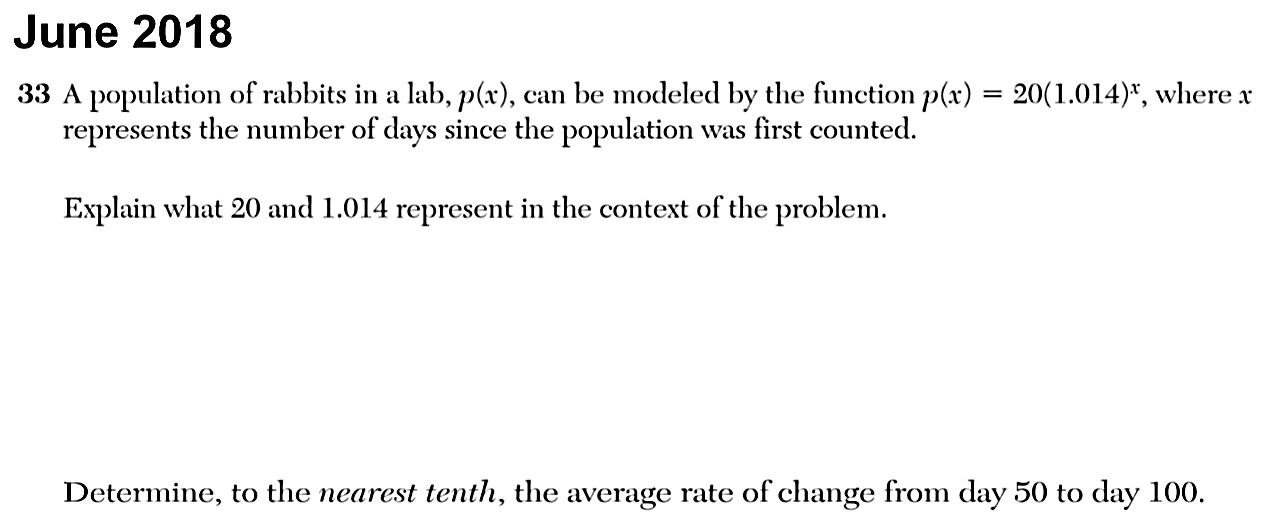 June 2018
33 A population of rabbits in a lab, p(x), can be modeled by the function p(x) = 20(1.014)ˣ, where x
represents the number of days since the population was first counted.
Explain what 20 and 1.014 represent in the context of the problem.
Determine, to the nearest tenth, the average rate of change from day 50 to day 100.